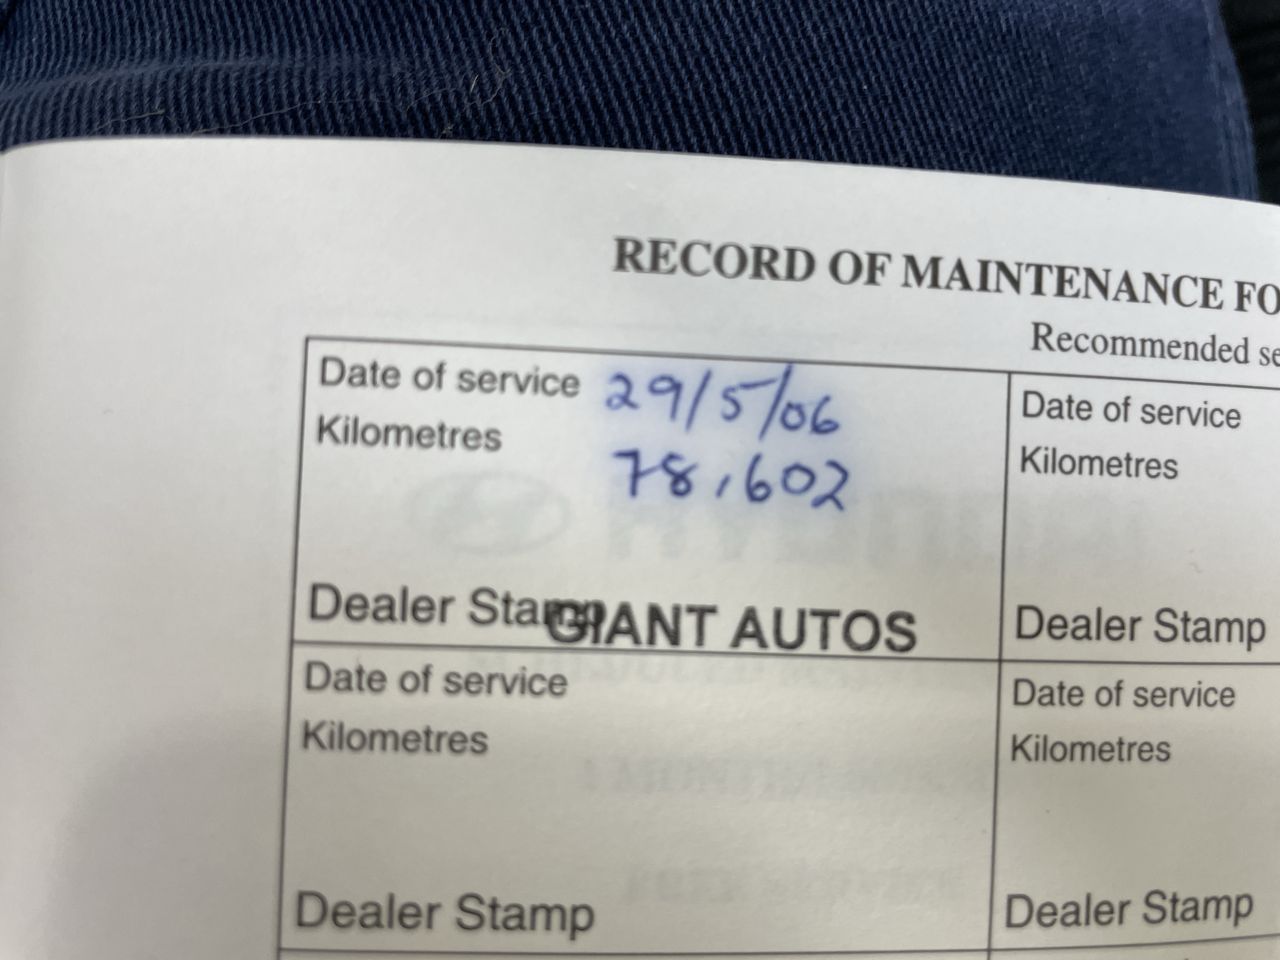 RECORD OF MAINTENANCE FO
Recommended se
Date of service 29/5/06
Kilometres 78,602
Dealer Stamp GIANT AUTOS
Date of service
Kilometres
Dealer Stamp
Date of service
Kilometres
Dealer Stamp
Date of service
Kilometres
Dealer Stamp